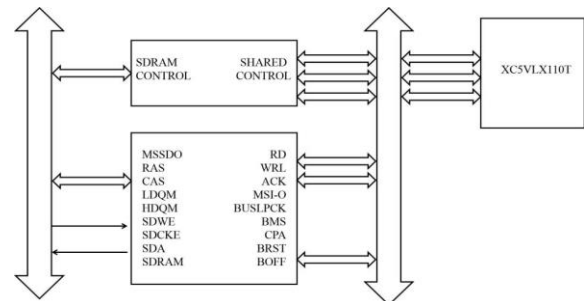 SDRAM SHARED
CONTROL CONTROL
XC5VLX110T
MSSDO RD
RAS WRL
CAS ACK
LDQM MSI-O
HDQM BUSLPCK
SDWE BMS
SDCKE CPA
SDA BRST
SDRAM BOFF